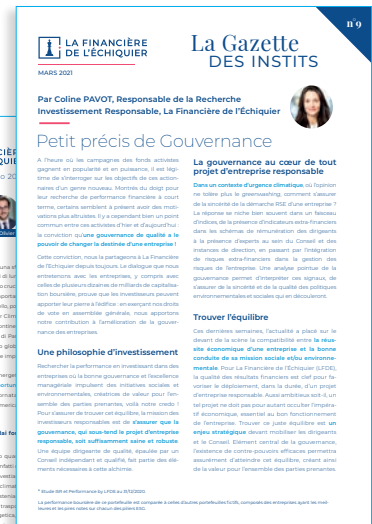 n°9
LA FINANCIÈRE
DE L'ÉCHIQUIER
La Gazette
DES INSTITS
MARS 2021
Par Coline PAVOT, Responsable de la Recherche
Investissement Responsable, La Financière de l'Échiquier
Petit précis de Gouvernance
A l'heure où les campagnes des fonds activistes
gagnent en popularité et en puissance, il est légi-
time de s'interroger sur les objectifs de ces action-
naires d'un genre nouveau. Montrés du doigt pour
leur recherche de performance financière à court
terme, certains semblent à présent avoir des moti-
vations plus altruistes. Il y a cependant bien un point
commun entre ces activistes d'hier et d'aujourd'hui :
la conviction qu'une gouvernance de qualité a le
pouvoir de changer la destinée d'une entreprise !
Cette conviction, nous la partageons à La Financière
de l'Échiquier depuis toujours. Le dialogue que nous
entretenons avec les entreprises, y compris avec
celles de plusieurs dizaines de milliards de capitalisa-
tion boursière, prouve que les investisseurs peuvent
apporter leur pierre à l'édifice : en exerçant nos droits
de vote en assemblée générale, nous apportons
notre contribution à l'amélioration de la gouver-
nance des entreprises.
Une philosophie d'investissement
Rechercher la performance en investissant dans des
entreprises où la bonne gouvernance et l'excellence
managériale impulsent des initiatives sociales et
environnementales, créatrices de valeur pour l'en-
semble des parties prenantes, voilà notre credo !
Pour s'assurer de trouver cet équilibre, la mission des
investisseurs responsables est de s'assurer que la
gouvernance, qui sous-tend le projet d'entreprise
responsable, soit suffisamment saine et robuste.
Une équipe dirigeante de qualité, épaulée par un
Conseil indépendant et qualifié, fait partie des élé-
ments nécessaires à cette alchimie.
La gouvernance au cœur de tout
projet d'entreprise responsable
Dans un contexte d'urgence climatique, où l'opinion
ne tolère plus le greenwashing, comment s'assurer
de la sincérité de la démarche RSE d'une entreprise ?
La réponse se niche bien souvent dans un faisceau
d'indices, de la présence d'indicateurs extra-financiers
dans les schémas de rémunération des dirigeants
à la présence d'experts au sein du Conseil et des
instances de direction, en passant par l'intégration
de risques extra-financiers dans la gestion des
risques de l'entreprise. Une analyse pointue de la
gouvernance permet d'interpréter ces signaux, de
s'assurer de la sincérité et de la qualité des politiques
environnementales et sociales qui en découleront.
Trouver l'équilibre
Ces dernières semaines, l'actualité a placé sur le
devant de la scène la compatibilité entre la réus-
site économique d'une entreprise et la bonne
conduite de sa mission sociale et/ou environne-
mentale. Pour La Financière de l'Échiquier (LFDE),
la qualité des résultats financiers est clef pour fa-
voriser le déploiement, dans la durée, d'un projet
d'entreprise responsable. Aussi ambitieux soit-il, un
tel projet ne doit pas pour autant occulter l'impéra-
tif économique, essentiel au bon fonctionnement
de l'entreprise. Trouver ce juste équilibre est un
enjeu stratégique devant mobiliser les dirigeants
et le Conseil. Élément central de la gouvernance,
l'existence de contre-pouvoirs efficaces permettra
assurément d'atteindre cet équilibre, créant ainsi
de la valeur pour l'ensemble des parties prenantes.